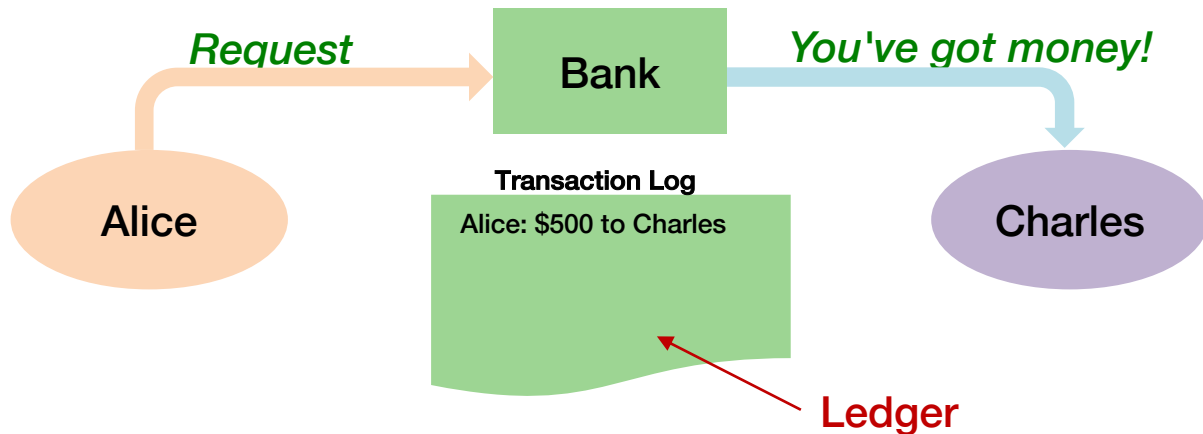 Request
You've got money!
Bank
Transaction Log
Alice
Alice: $500 to Charles
Charles
Ledger